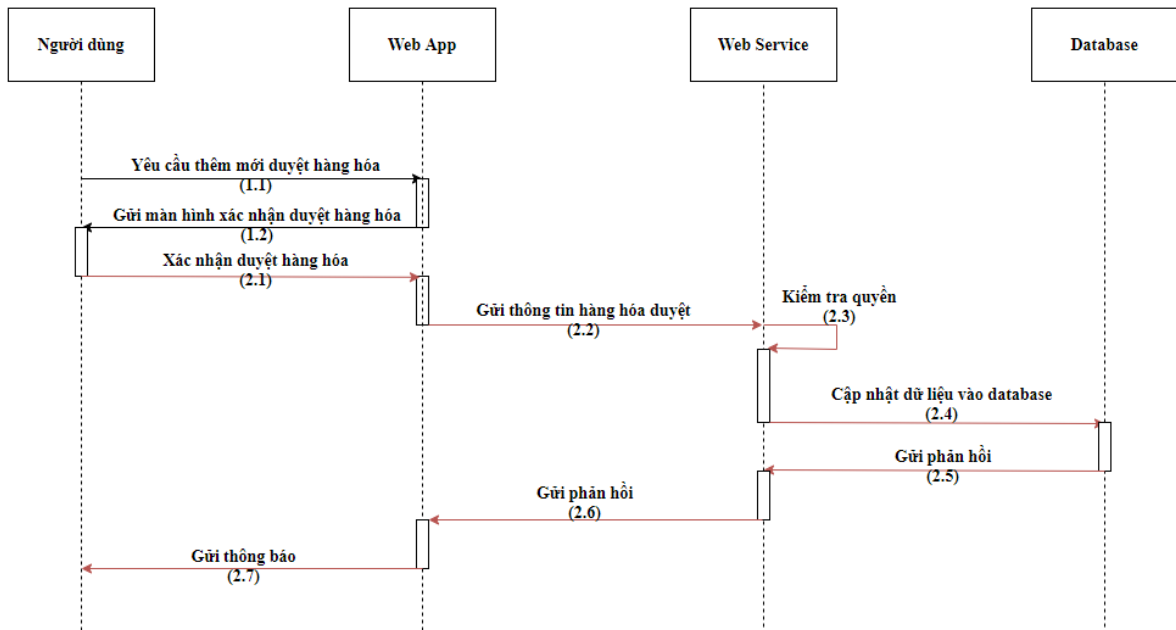 Người dùng
Web App
Web Service
Database
Yêu cầu thêm mới duyệt hàng hóa
(1.1)
Gửi màn hình xác nhận duyệt hàng hóa
(1.2)
Xác nhận duyệt hàng hóa
(2.1)
Gửi thông tin hàng hóa duyệt
(2.2)
Kiểm tra quyền
(2.3)
Cập nhật dữ liệu vào database
(2.4)
Gửi phản hồi
(2.5)
Gửi phản hồi
(2.6)
Gửi thông báo
(2.7)